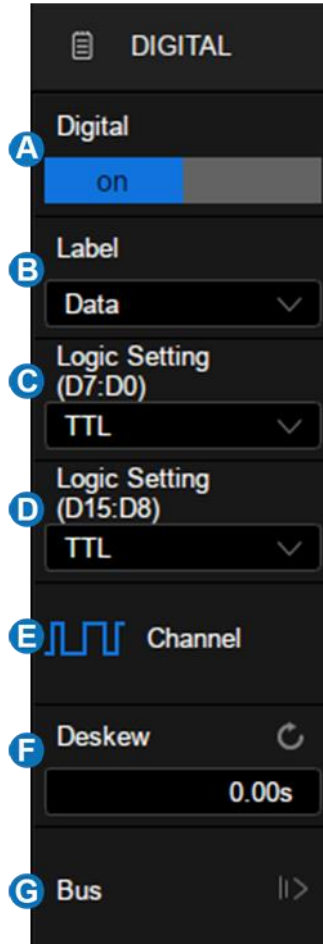 DIGITAL
A
Digital
on
B
Label
Data
C
Logic Setting
(D7:D0)
TTL
D
Logic Setting
(D15:D8)
TTL
E
Channel
F
Deskew
0.00s
G
Bus